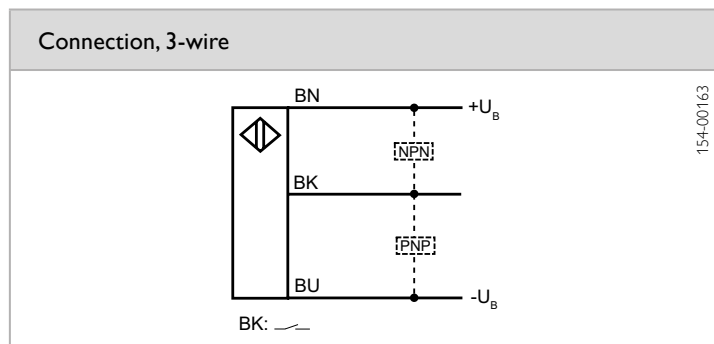 Connection, 3-wire
BN
+U_B
154-00163
NPN
BK
PNP
BU
-U_B
BK: